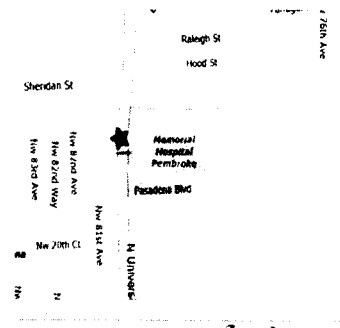 Raleigh St
76th Ave
Hood St
Sheridan St
Memorial
Hospital
Pembroke
NW 83rd Ave
NW 82nd Way
NW 82nd Ave
Pasadena Blvd
NW 81st Ave
NW 20th Ct
N Universi